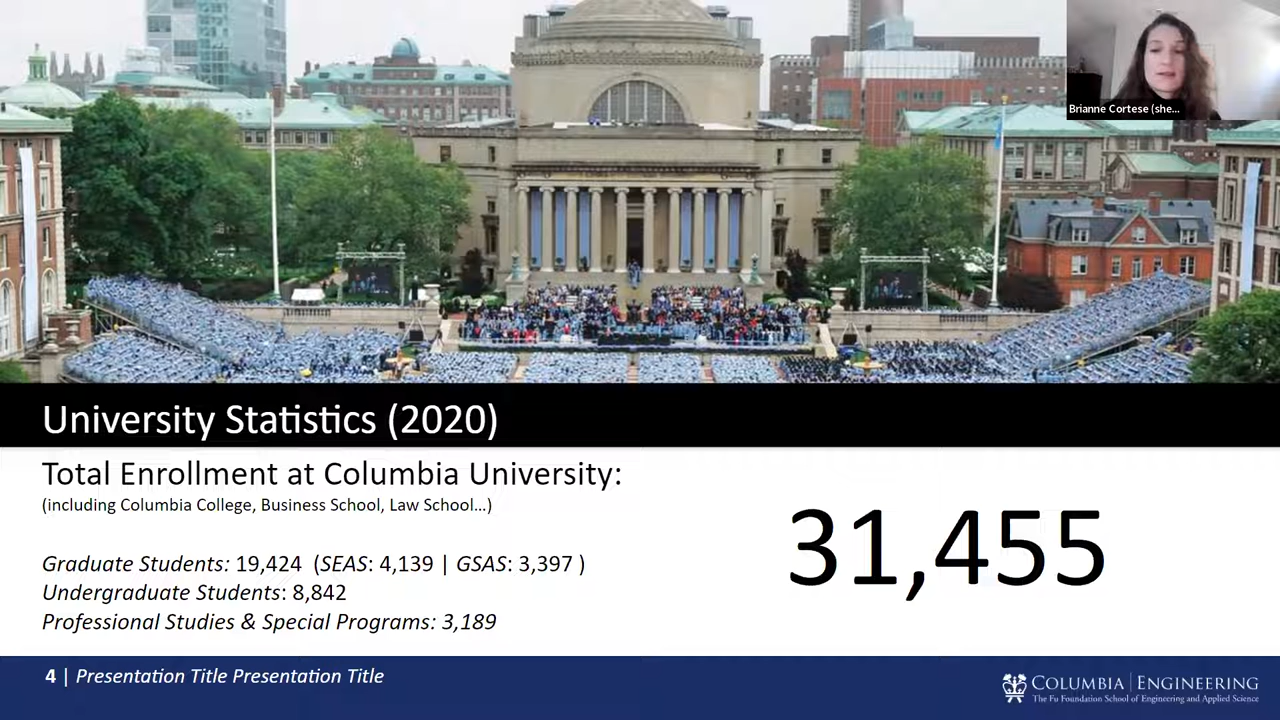 Brianne Cortese (she...
University Statistics (2020)
Total Enrollment at Columbia University:
(including Columbia College, Business School, Law School...)
31,455
Graduate Students: 19,424 (SEAS: 4,139 | GSAS: 3,397 )
Undergraduate Students: 8,842
Professional Studies & Special Programs: 3,189
4 | Presentation Title Presentation Title
COLUMBIA | ENGINEERING
The Fu Foundation School of Engineering and Applied Science